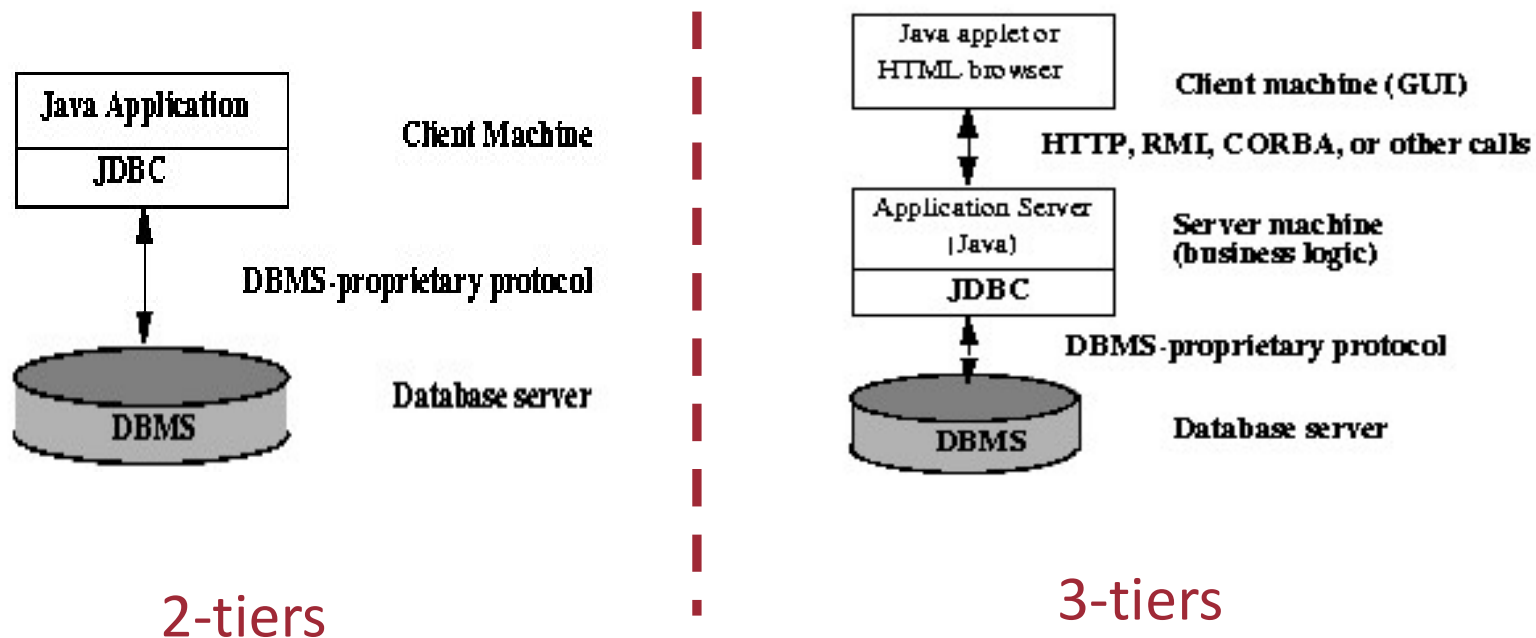 Java Application
JDBC
Client Machine
DBMS-proprietary protocol
DBMS
Database server
2-tiers
Java applet or
HTML browser
Client machine (GUI)
HTTP, RMI, CORBA, or other calls
Application Server
(Java)
JDBC
Server machine
(business logic)
DBMS-proprietary protocol
DBMS
Database server
3-tiers